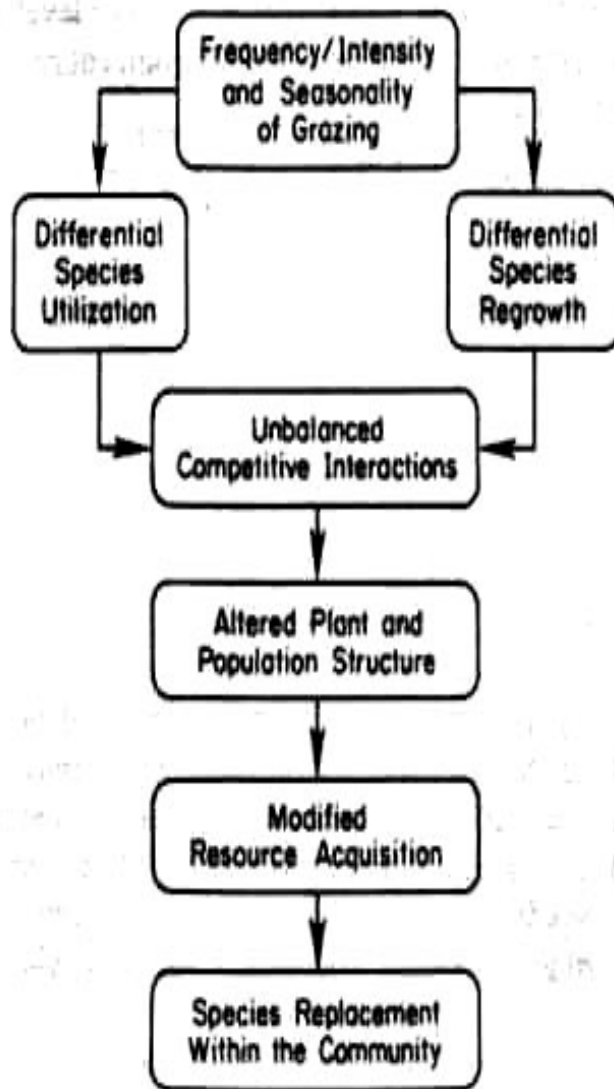 Frequency/Intensity
and Seasonality
of Grazing
Differential
Species
Utilization
Differential
Species
Regrowth
Unbalanced
Competitive Interactions
Altered Plant and
Population Structure
Modified
Resource Acquisition
Species Replacement
Within the Community